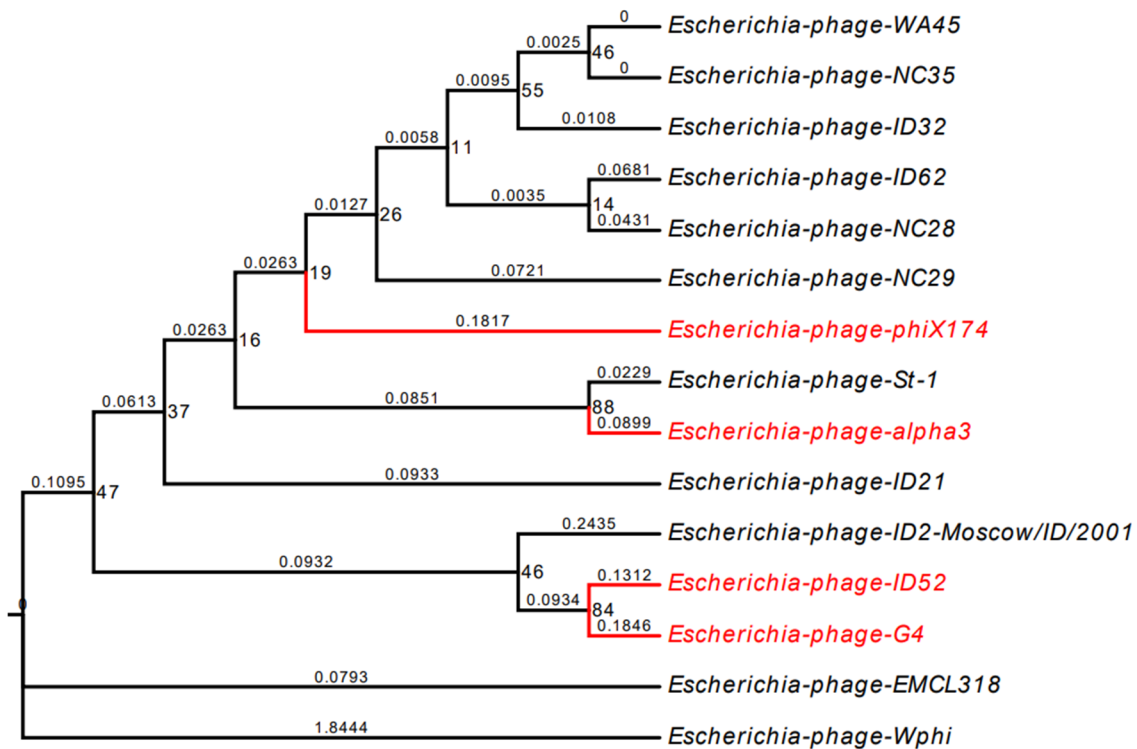 0
Escherichia-phage-WA45
0.0025
46
0.0095
0
Escherichia-phage-NC35
55
0.0108
Escherichia-phage-ID32
0.0058
11
0.0681
Escherichia-phage-ID62
0.0127
0.0035
14
26
0.0431
Escherichia-phage-NC28
0.0263
19
0.0721
Escherichia-phage-NC29
0.0263
0.1817
Escherichia-phage-phiX174
16
0.0229
Escherichia-phage-St-1
0.0613
0.0851
88
37
0.0899
Escherichia-phage-alpha3
0.1095
0.0933
Escherichia-phage-ID21
47
0.2435
Escherichia-phage-ID2-Moscow/ID/2001
0.0932
46
0.1312
Escherichia-phage-ID52
0.0934
0
84
0.1846
Escherichia-phage-G4
0.0793
Escherichia-phage-EMCL318
1.8444
Escherichia-phage-Wphi